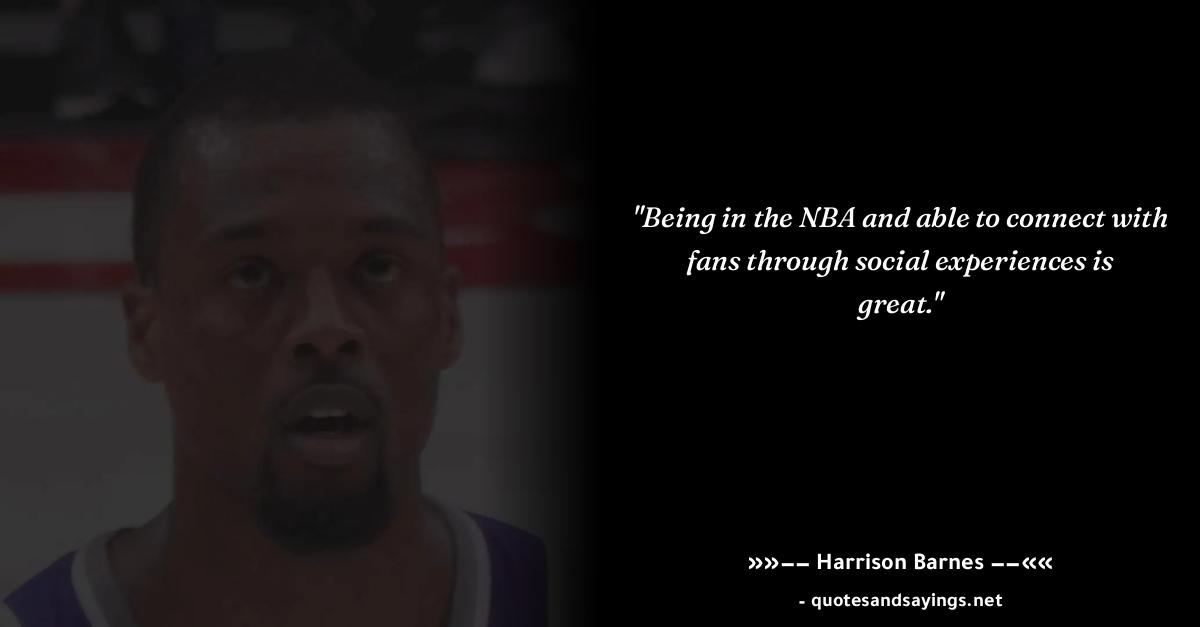 "Being in the NBA and able to connect with
fans through social experiences is
great."
»»−− Harrison Barnes −−««
- quotesandsayings.net